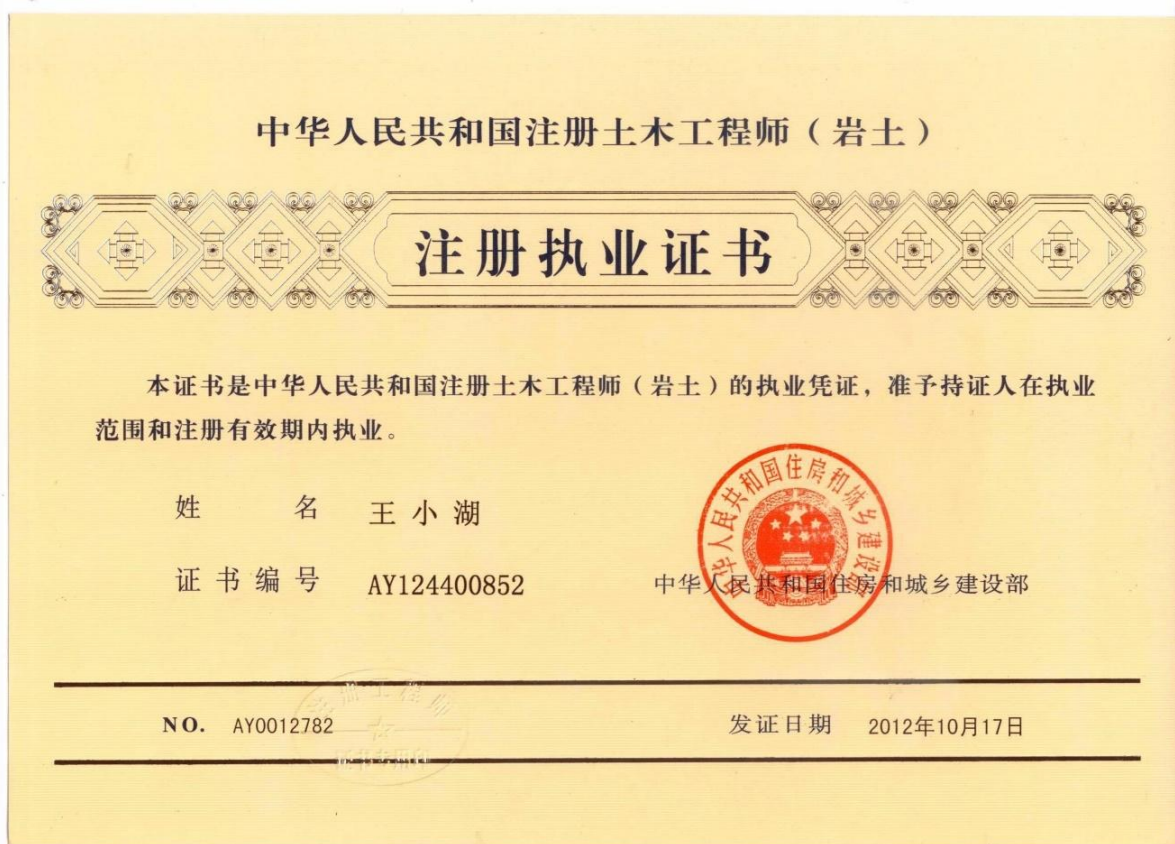 中华人民共和国注册土木工程师（岩土）
注册执业证书
本证书是中华人民共和国注册土木工程师（岩土）的执业凭证，准予持证人在执业
范围和注册有效期内执业。
姓 名 王小湖
证书编号 AY124400852
中华人民共和国住房和城乡建设部
中华人民共和国住房和城乡建设部
NO. AY0012782
发证日期 2012年10月17日